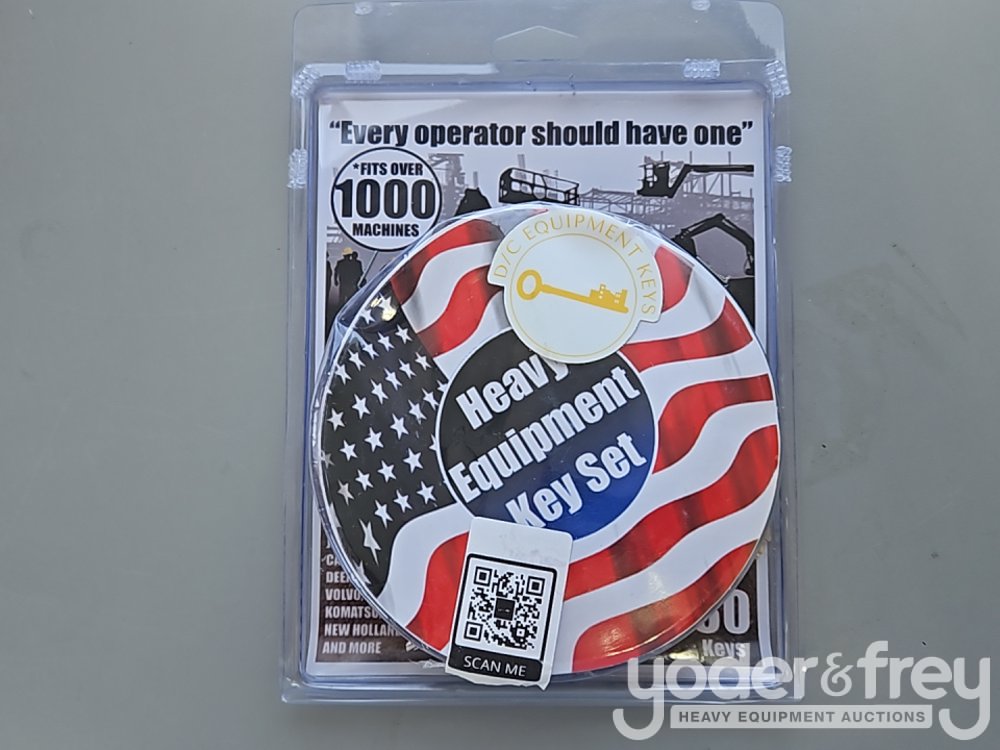 “Every operator should have one”
*FITS OVER
1000
MACHINES
D/C EQUIPMENT KEYS
Heavy
Equipment
Key Set
VOLVO
KOMATSU
NEW HOLLAND
AND MORE
Keys
SCAN ME
yoder&frey
HEAVY EQUIPMENT AUCTIONS